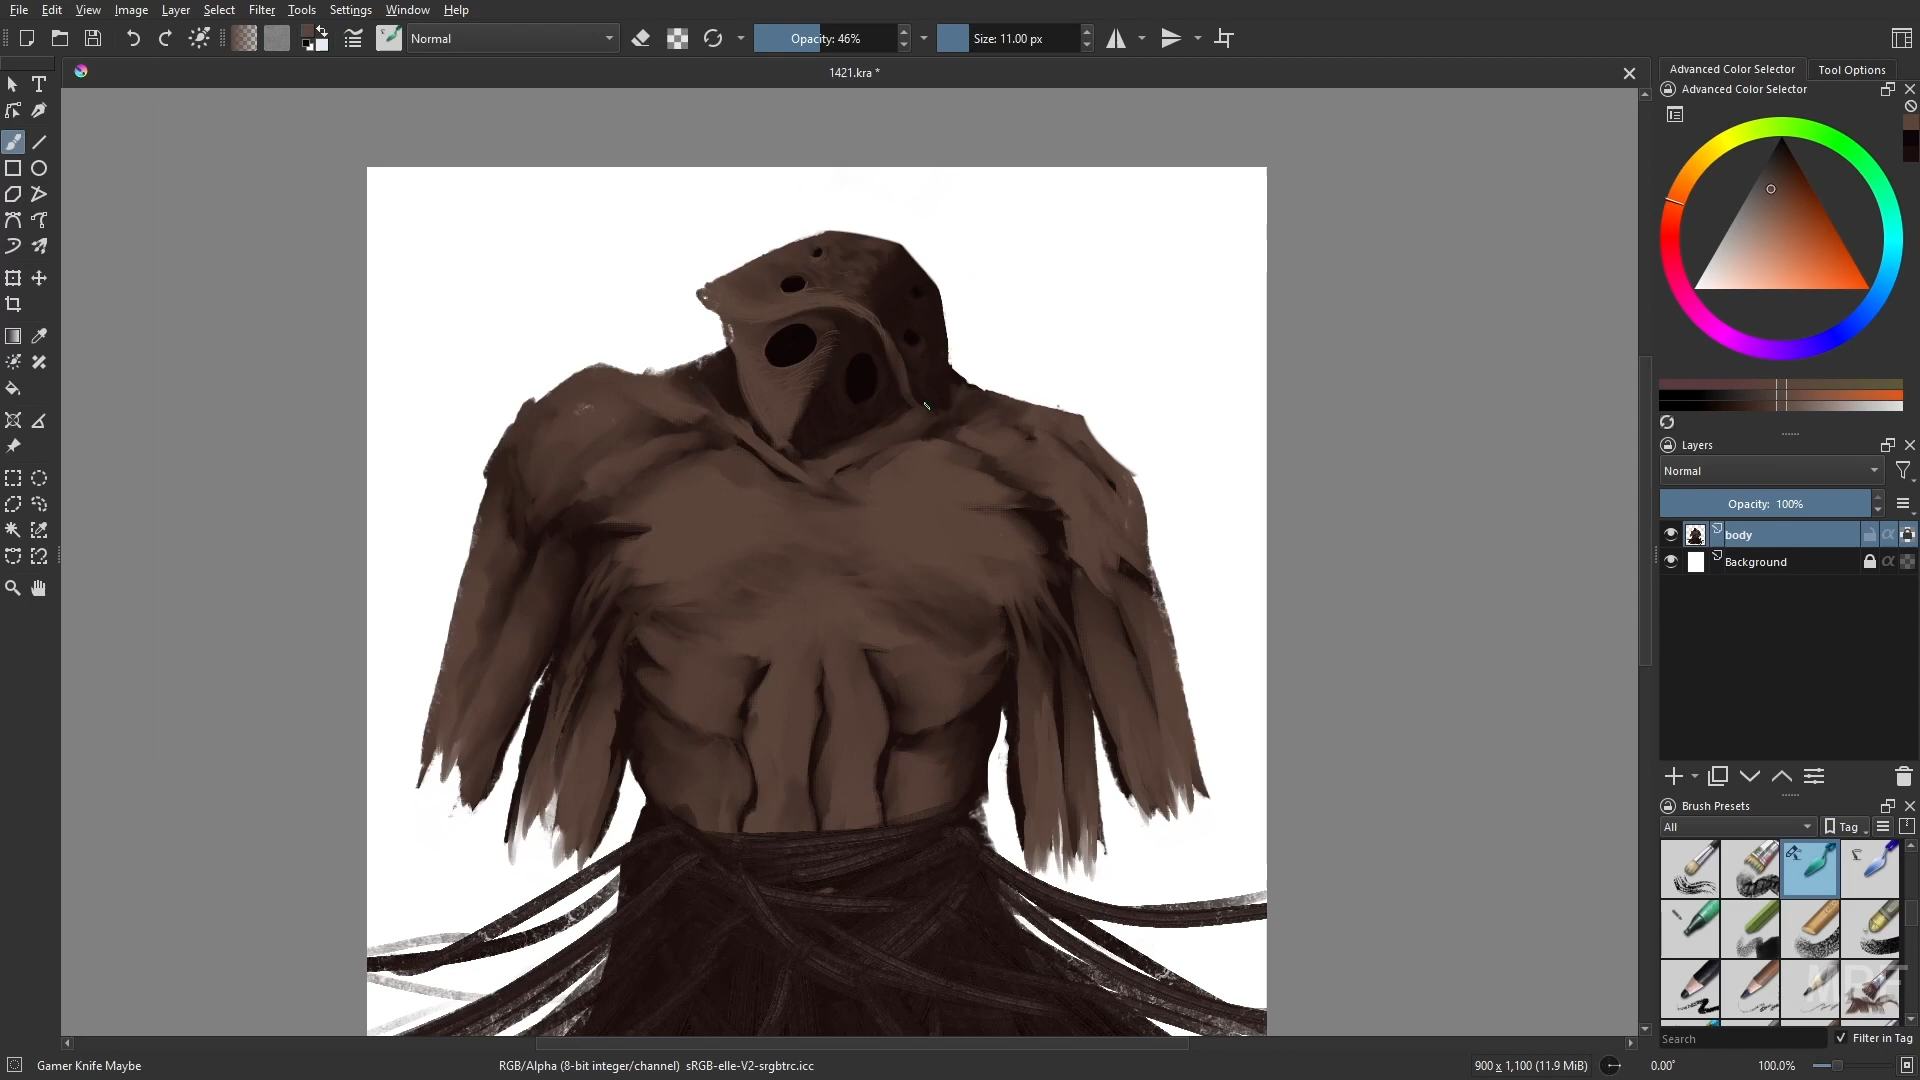 File Edit View Image Layer Select Filter Tools Settings Window Help
Normal
Opacity: 46%
Size: 11.00 px
1421.kra *
Advanced Color Selector
Tool Options
Advanced Color Selector
Layers
Normal
Opacity: 100%
body
Background
Brush Presets
All
Tag
MRF
Search
Filter in Tag
Gamer Knife Maybe
RGB/Alpha (8-bit integer/channel) sRGB-elle-V2-srgbtrc.icc
900 x 1,100 (11.9 MiB)
0.00°
100.0%